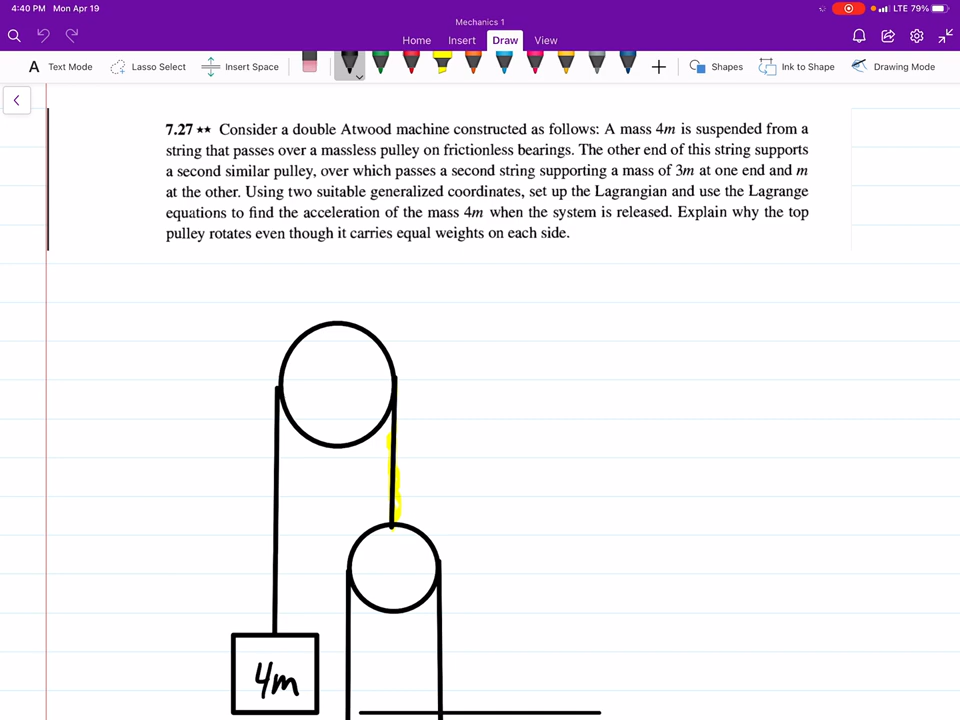 4:40 PM Mon Apr 19
LTE 79%
Mechanics 1
Home Insert Draw View
A Text Mode Lasso Select Insert Space Shapes Ink to Shape Drawing Mode
7.27 ⋆⋆ Consider a double Atwood machine constructed as follows: A mass 4m is suspended from a
string that passes over a massless pulley on frictionless bearings. The other end of this string supports
a second similar pulley, over which passes a second string supporting a mass of 3m at one end and m
at the other. Using two suitable generalized coordinates, set up the Lagrangian and use the Lagrange
equations to find the acceleration of the mass 4m when the system is released. Explain why the top
pulley rotates even though it carries equal weights on each side.
4m